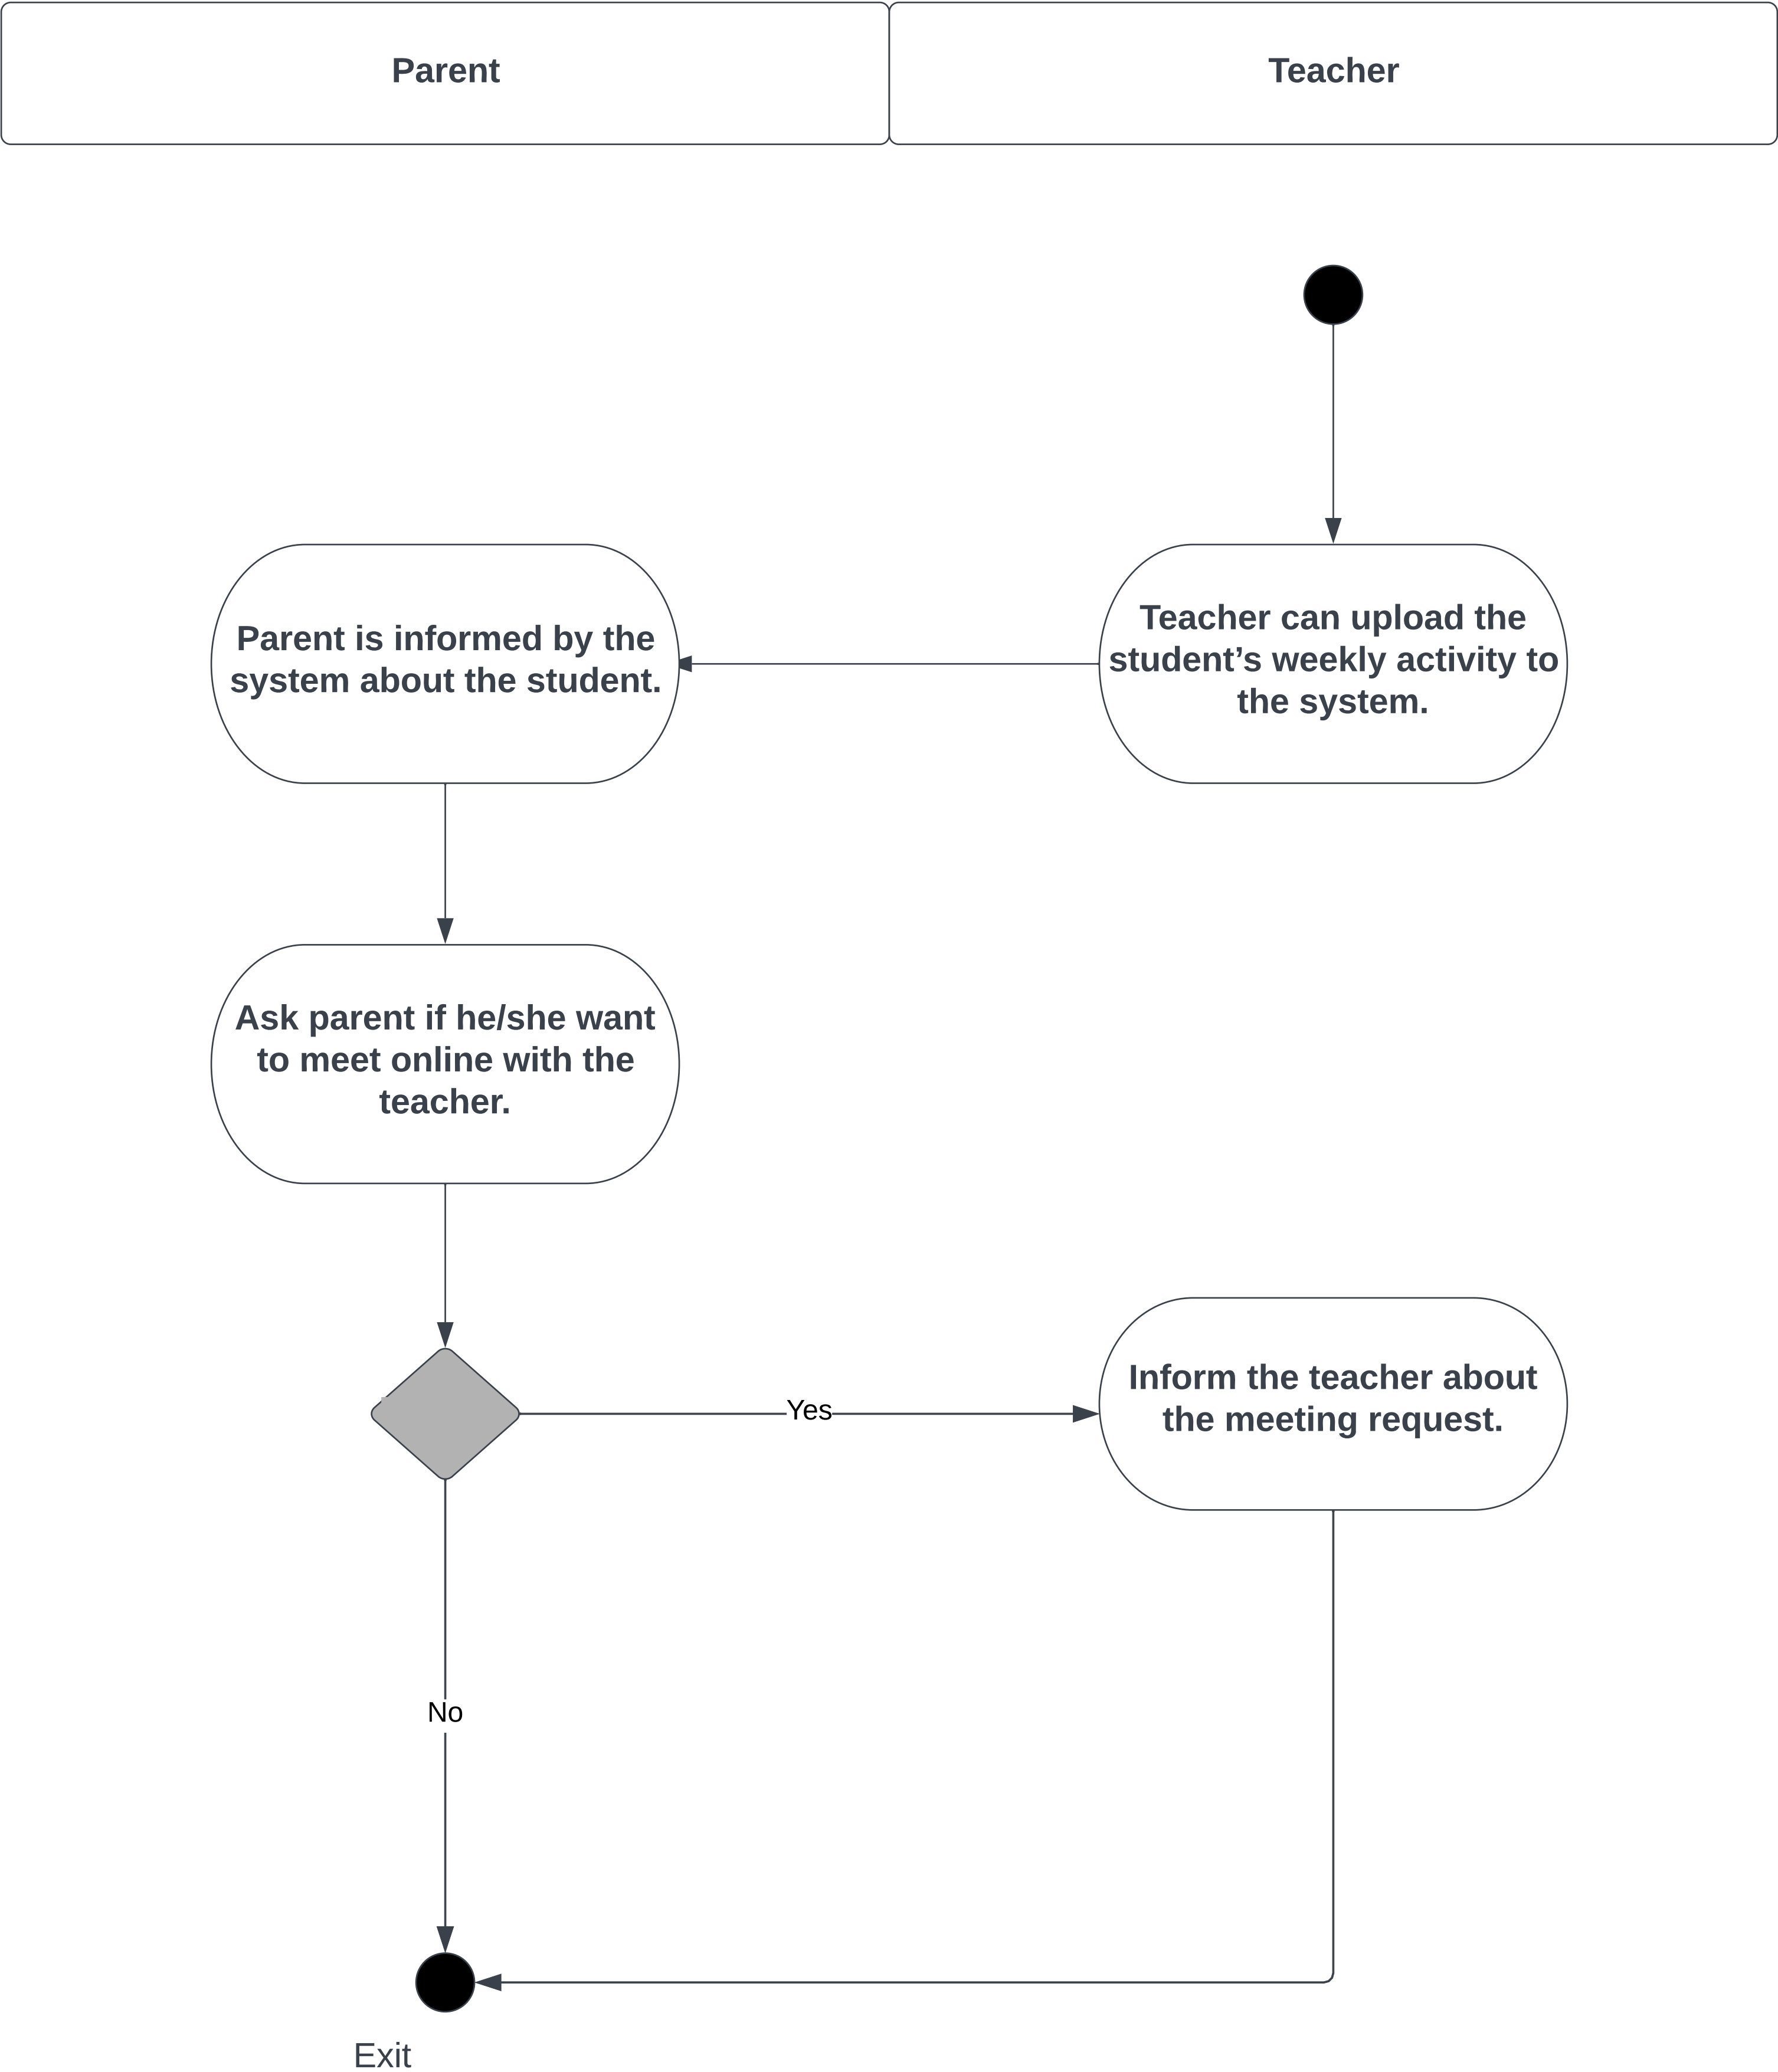 Parent
Teacher
Parent is informed by the
system about the student.
Teacher can upload the
student’s weekly activity to
the system.
Ask parent if he/she want
to meet online with the
teacher.
Yes
Inform the teacher about
the meeting request.
No
Exit